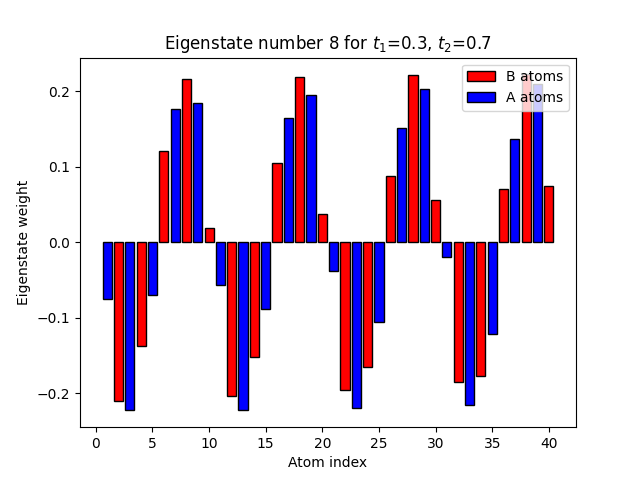 Eigenstate number 8 for t₁=0.3, t₂=0.7
B atoms
A atoms
Eigenstate weight
0.2
0.1
0.0
−0.1
−0.2
0 5 10 15 20 25 30 35 40
Atom index